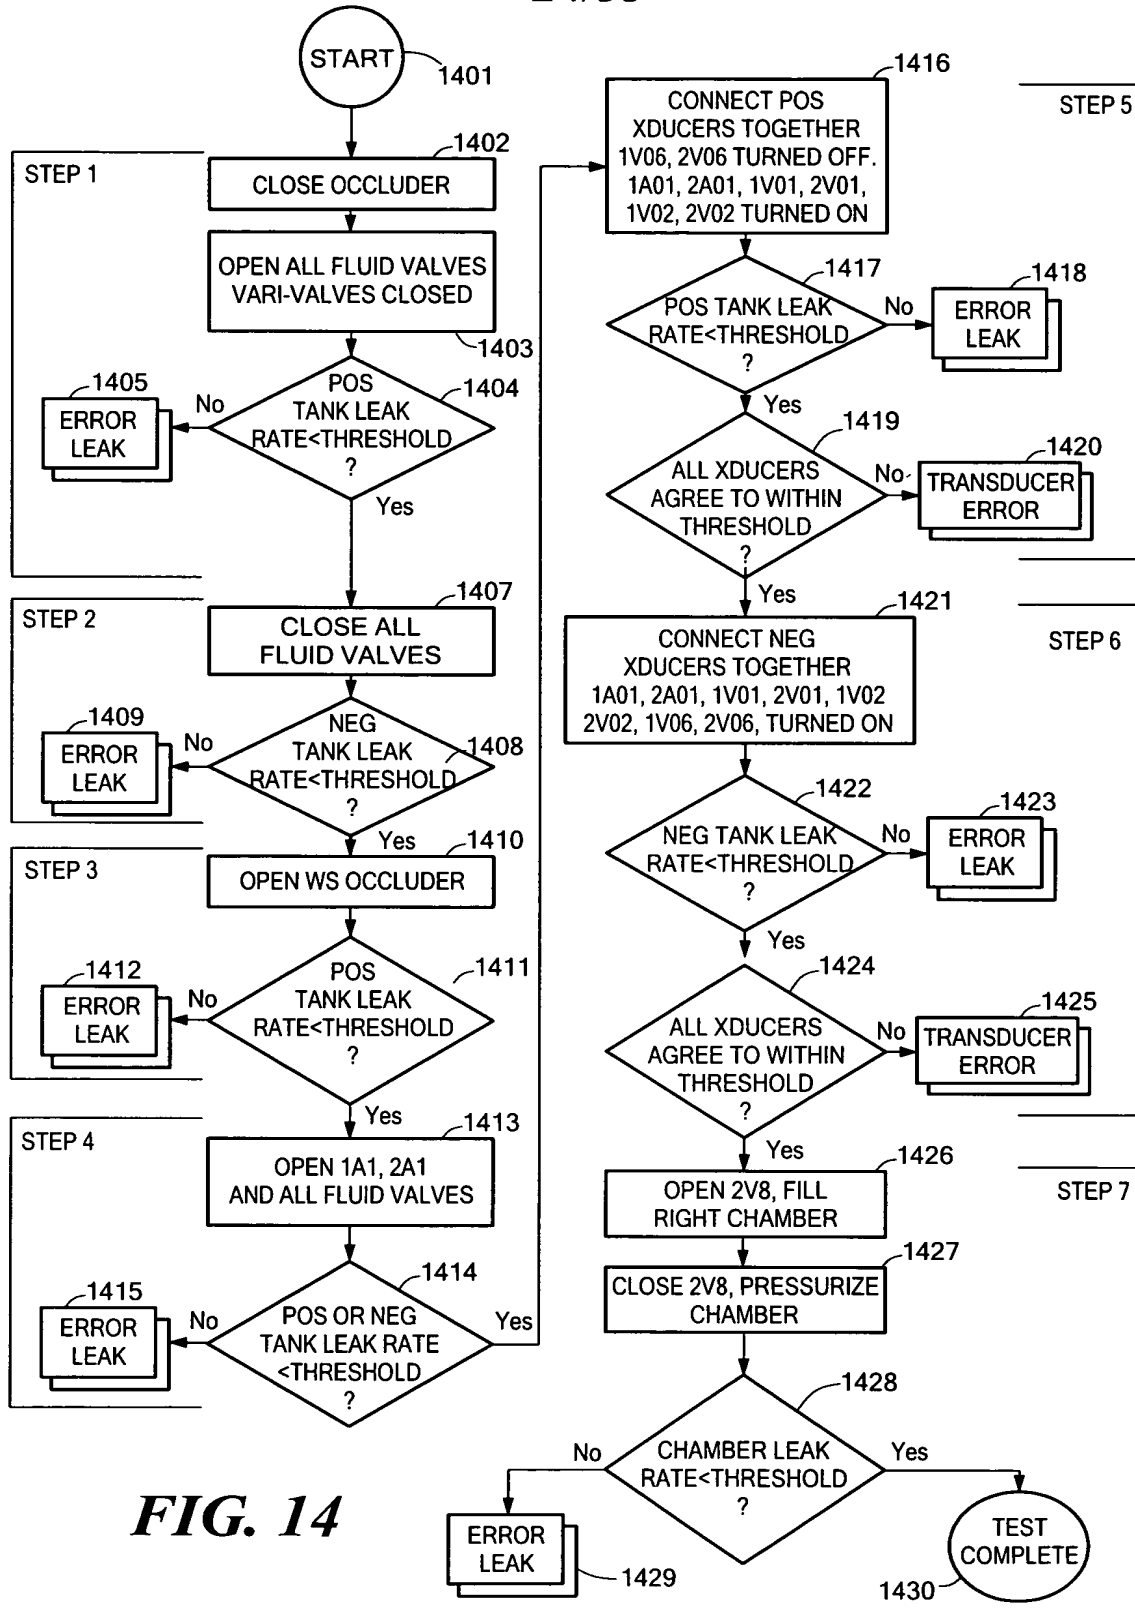 START
1401
STEP 1
1402
CLOSE OCCLUDER
OPEN ALL FLUID VALVES
VARI-VALVES CLOSED
1403
POS
TANK LEAK
RATE<THRESHOLD
?
1404
No
1405
ERROR
LEAK
Yes
STEP 2
1407
CLOSE ALL
FLUID VALVES
NEG
TANK LEAK
RATE<THRESHOLD
?
1408
No
1409
ERROR
LEAK
Yes
STEP 3
1410
OPEN WS OCCLUDER
POS
TANK LEAK
RATE<THRESHOLD
?
1411
No
1412
ERROR
LEAK
Yes
STEP 4
1413
OPEN 1A1, 2A1
AND ALL FLUID VALVES
1414
POS OR NEG
TANK LEAK RATE
<THRESHOLD
?
No
1415
ERROR
LEAK
Yes
STEP 5
1416
CONNECT POS
XDUCERS TOGETHER
1V06, 2V06 TURNED OFF.
1A01, 2A01, 1V01, 2V01,
1V02, 2V02 TURNED ON
1417
POS TANK LEAK
RATE<THRESHOLD
?
No
1418
ERROR
LEAK
Yes
1419
ALL XDUCERS
AGREE TO WITHIN
THRESHOLD
?
No
1420
TRANSDUCER
ERROR
Yes
STEP 6
1421
CONNECT NEG
XDUCERS TOGETHER
1A01, 2A01, 1V01, 2V01, 1V02
2V02, 1V06, 2V06, TURNED ON
1422
NEG TANK LEAK
RATE<THRESHOLD
?
No
1423
ERROR
LEAK
Yes
1424
ALL XDUCERS
AGREE TO WITHIN
THRESHOLD
?
No
1425
TRANSDUCER
ERROR
Yes
STEP 7
1426
OPEN 2V8, FILL
RIGHT CHAMBER
1427
CLOSE 2V8, PRESSURIZE
CHAMBER
1428
CHAMBER LEAK
RATE<THRESHOLD
?
No
ERROR
LEAK
1429
Yes
TEST
COMPLETE
1430
FIG. 14